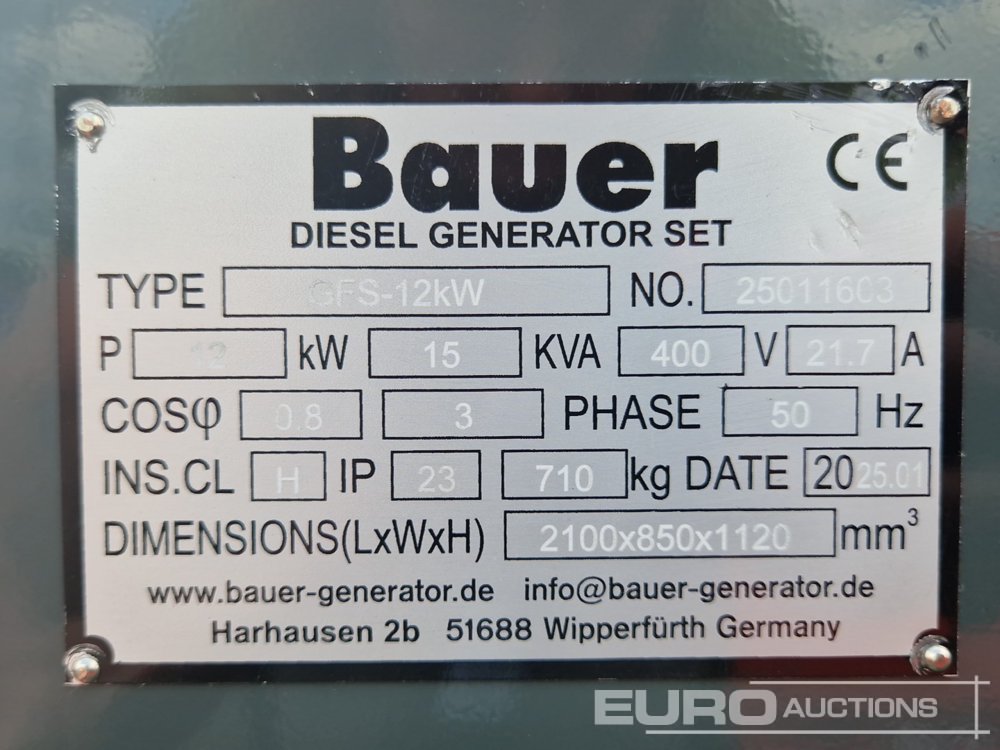 Bauer CE
DIESEL GENERATOR SET
TYPE GFS-12kW NO. 25011603
P 12 kW 15 KVA 400 V 21.7 A
COSφ 0.8 3 PHASE 50 Hz
INS.CL H IP 23 710 kg DATE 2025.01
DIMENSIONS(LxWxH) 2100x850x1120 mm³
www.bauer-generator.de info@bauer-generator.de
Harhausen 2b 51688 Wipperfürth Germany
EURO AUCTIONS